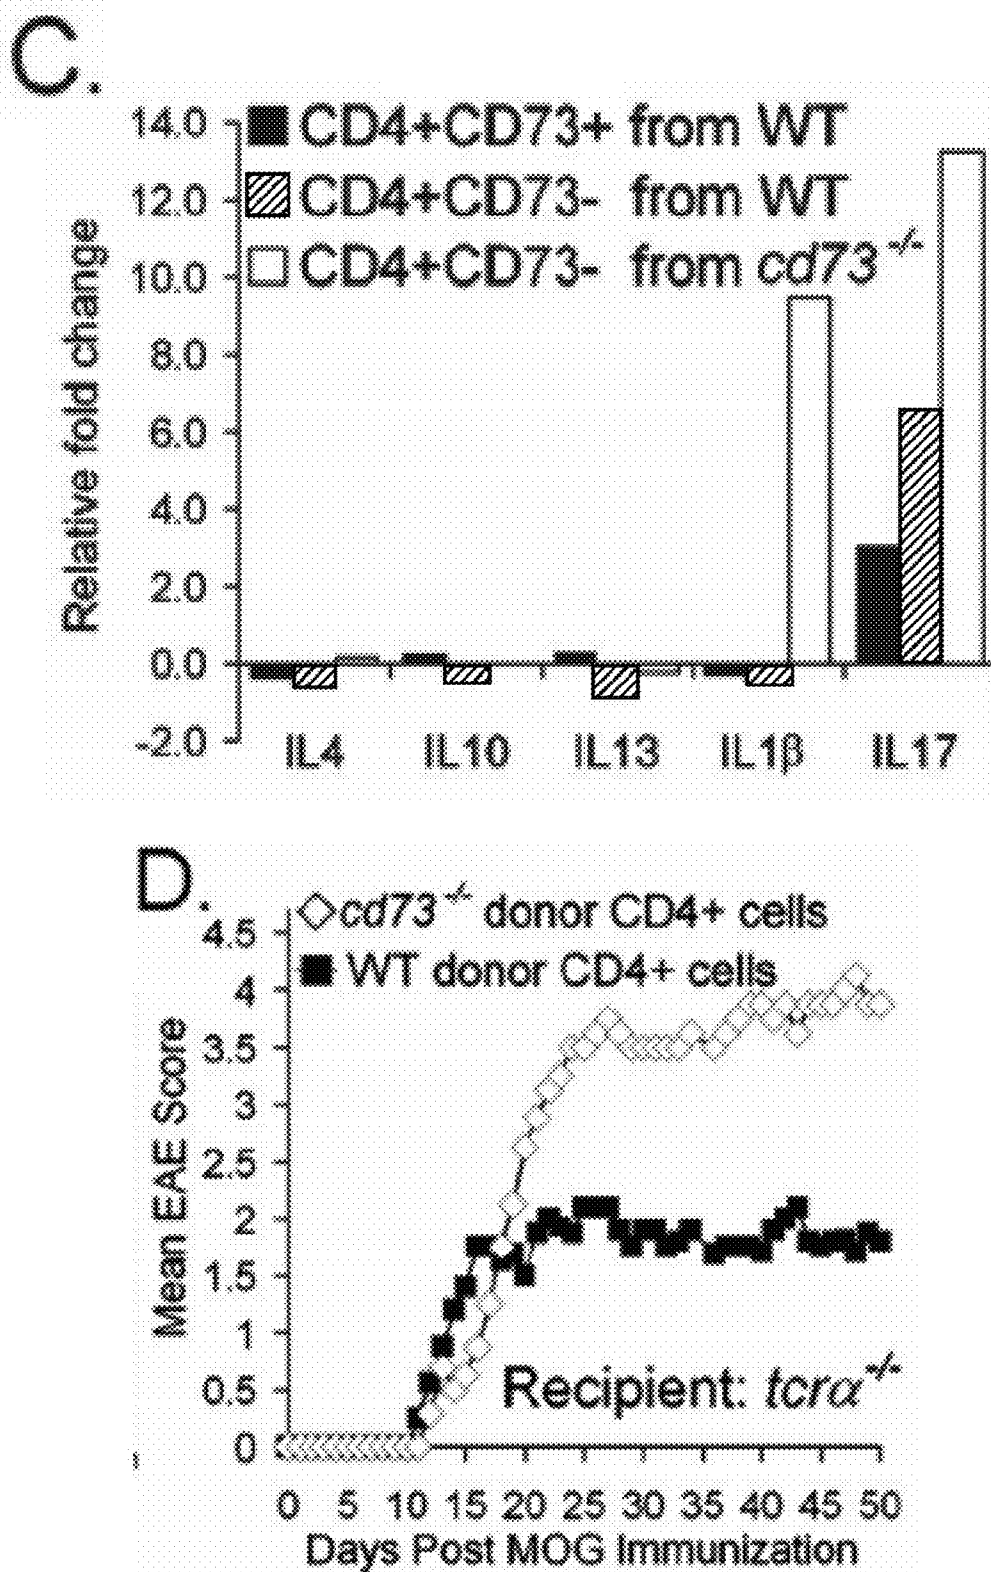 C.
14.0
CD4+CD73+ from WT
12.0
CD4+CD73- from WT
10.0
CD4+CD73- from cd73 -/-
8.0
6.0
4.0
2.0
0.0
-2.0
Relative fold change
IL4 IL10 IL13 IL1β IL17
D.
cd73 -/- donor CD4+ cells
4.5
WT donor CD4+ cells
4
3.5
3
2.5
2
1.5
1
0.5
0
Mean EAE Score
Recipient: tcrα -/-
0 5 10 15 20 25 30 35 40 45 50
Days Post MOG Immunization